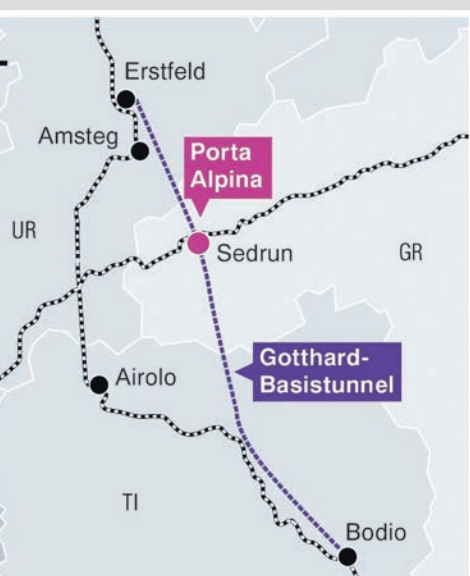 Erstfeld
Amsteg
Porta
Alpina
UR
Sedrun
GR
Gotthard-
Basistunnel
Airolo
TI
Bodio